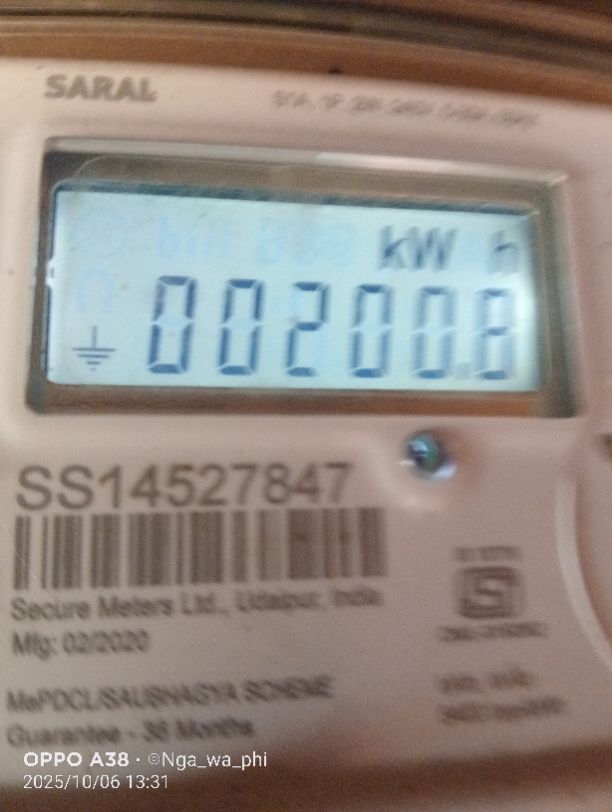 SARAL
kW h
00200.8
SS14527847
Secure Meters Ltd., Udaipur, India
Mfg: 02/2020
MePDCL/SAUBHAGYA SCHEME
Guarantee - 36 Months
OPPO A38 · ©Nga_wa_phi
2025/10/06 13:31